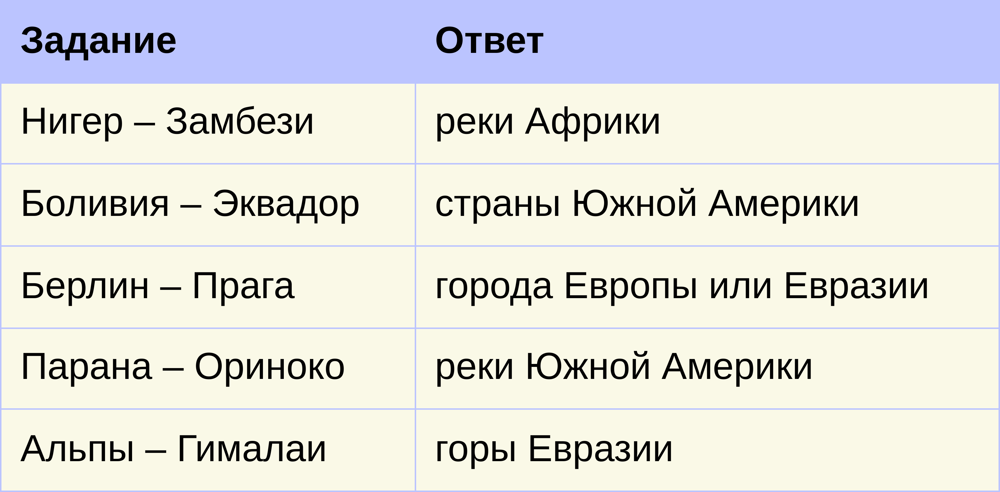 Задание Ответ
Нигер – Замбези реки Африки
Боливия – Эквадор страны Южной Америки
Берлин – Прага города Европы или Евразии
Парана – Ориноко реки Южной Америки
Альпы – Гималаи горы Евразии